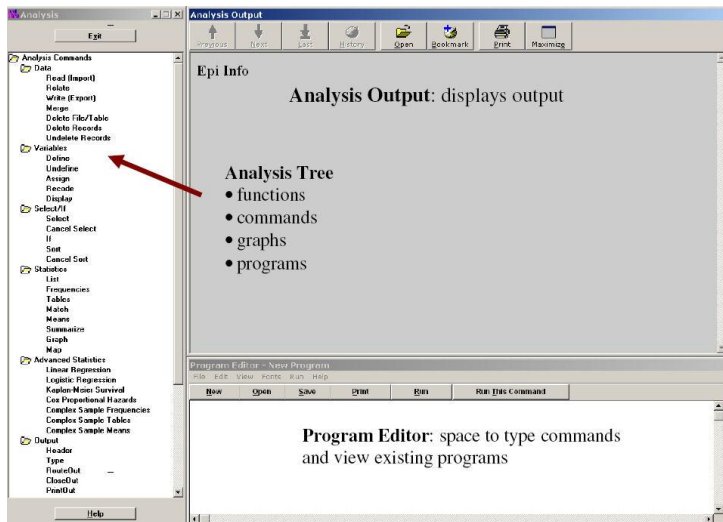 Analysis
Exit
Analysis Commands
Data
Read (Import)
Relate
Write (Export)
Merge
Delete File/Table
Delete Records
Undelete Records
Variables
Define
Undefine
Assign
Recode
Display
Select/If
Select
Cancel Select
If
Sort
Cancel Sort
Statistics
List
Frequencies
Tables
Match
Means
Summarize
Graph
Map
Advanced Statistics
Linear Regression
Logistic Regression
Kaplan-Meier Survival
Cox Proportional Hazards
Complex Sample Frequencies
Complex Sample Tables
Complex Sample Means
Output
Header
Type
RouteOut
CloseOut
PrintOut
Help
Analysis Output
Previous Next Last History Open Bookmark Print Maximize
Epi Info
Analysis Output: displays output
Analysis Tree
• functions
• commands
• graphs
• programs
Program Editor - New Program
File Edit View Fonts Run Help
New Open Save Print Run Run This Command
Program Editor: space to type commands
and view existing programs